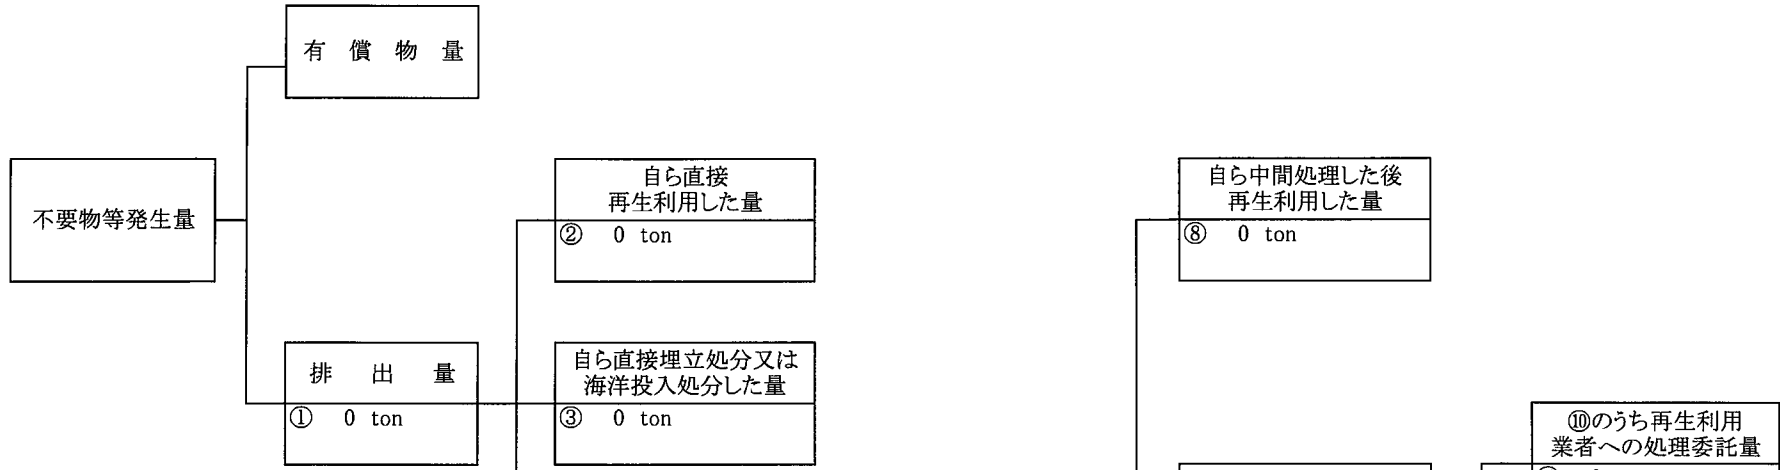 有償物量
不要物等発生量
自ら直接
再生利用した量
② 0 ton
自ら中間処理した後
再生利用した量
⑧ 0 ton
排出量
① 0 ton
自ら直接埋立処分又は
海洋投入処分した量
③ 0 ton
⑩のうち再生利用
業者への処理委託量